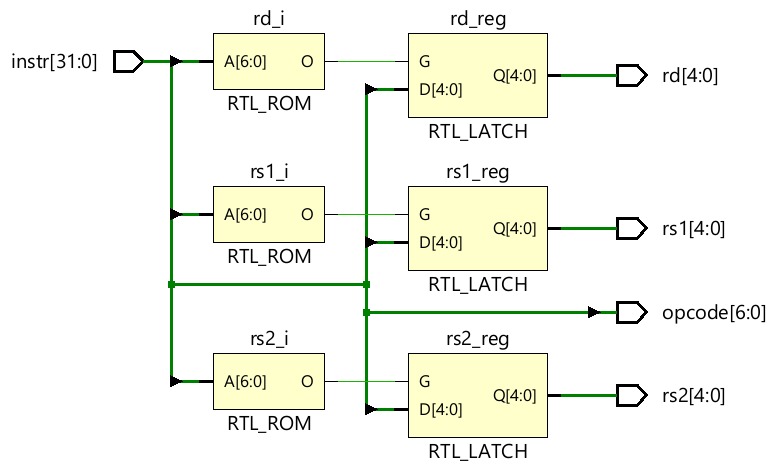 rd_i
rd_reg
instr[31:0]
A[6:0]
O
G
D[4:0]
Q[4:0]
rd[4:0]
RTL_ROM
RTL_LATCH
rs1_i
rs1_reg
A[6:0]
O
G
D[4:0]
Q[4:0]
rs1[4:0]
RTL_ROM
RTL_LATCH
opcode[6:0]
rs2_i
rs2_reg
A[6:0]
O
G
D[4:0]
Q[4:0]
rs2[4:0]
RTL_ROM
RTL_LATCH